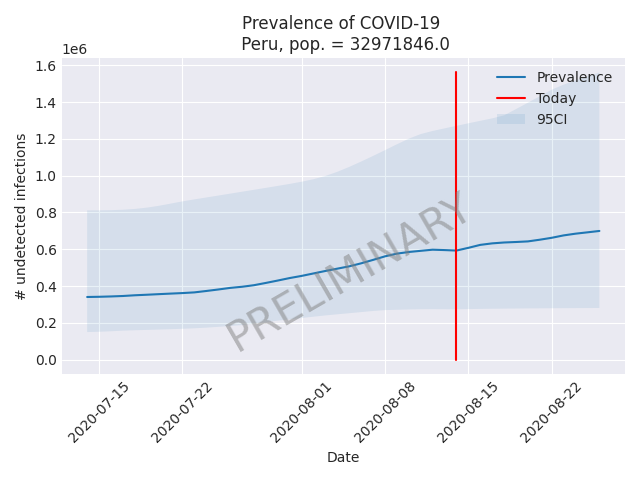 Prevalence of COVID-19
Peru, pop. = 32971846.0
1e6
1.6
1.4
1.2
1.0
0.8
0.6
0.4
0.2
0.0
# undetected infections
Prevalence
Today
95CI
PRELIMINARY
2020-07-15
2020-07-22
2020-08-01
2020-08-08
2020-08-15
2020-08-22
Date